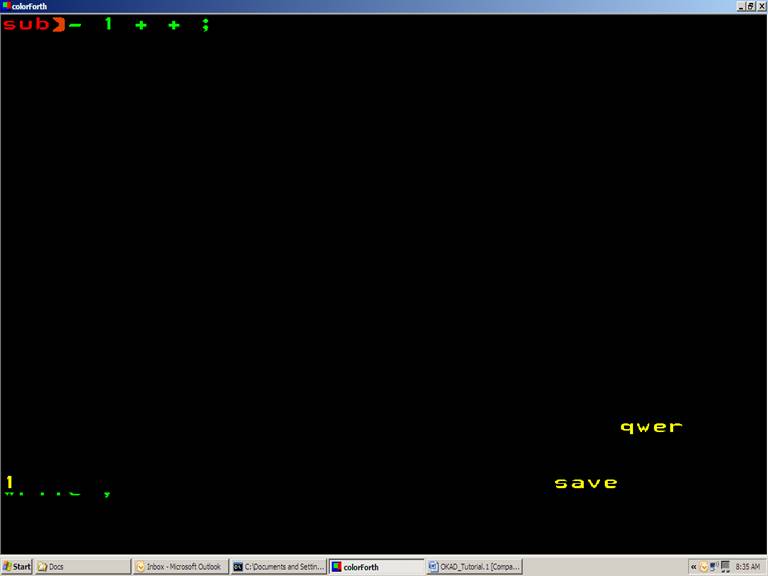 colorForth
sub - 1 + + ;
qwer
1
save
Start Docs Inbox - Microsoft Outlook C:\Documents and Settin... colorForth OKAD_Tutorial.1 [Compa... « 8:35 AM